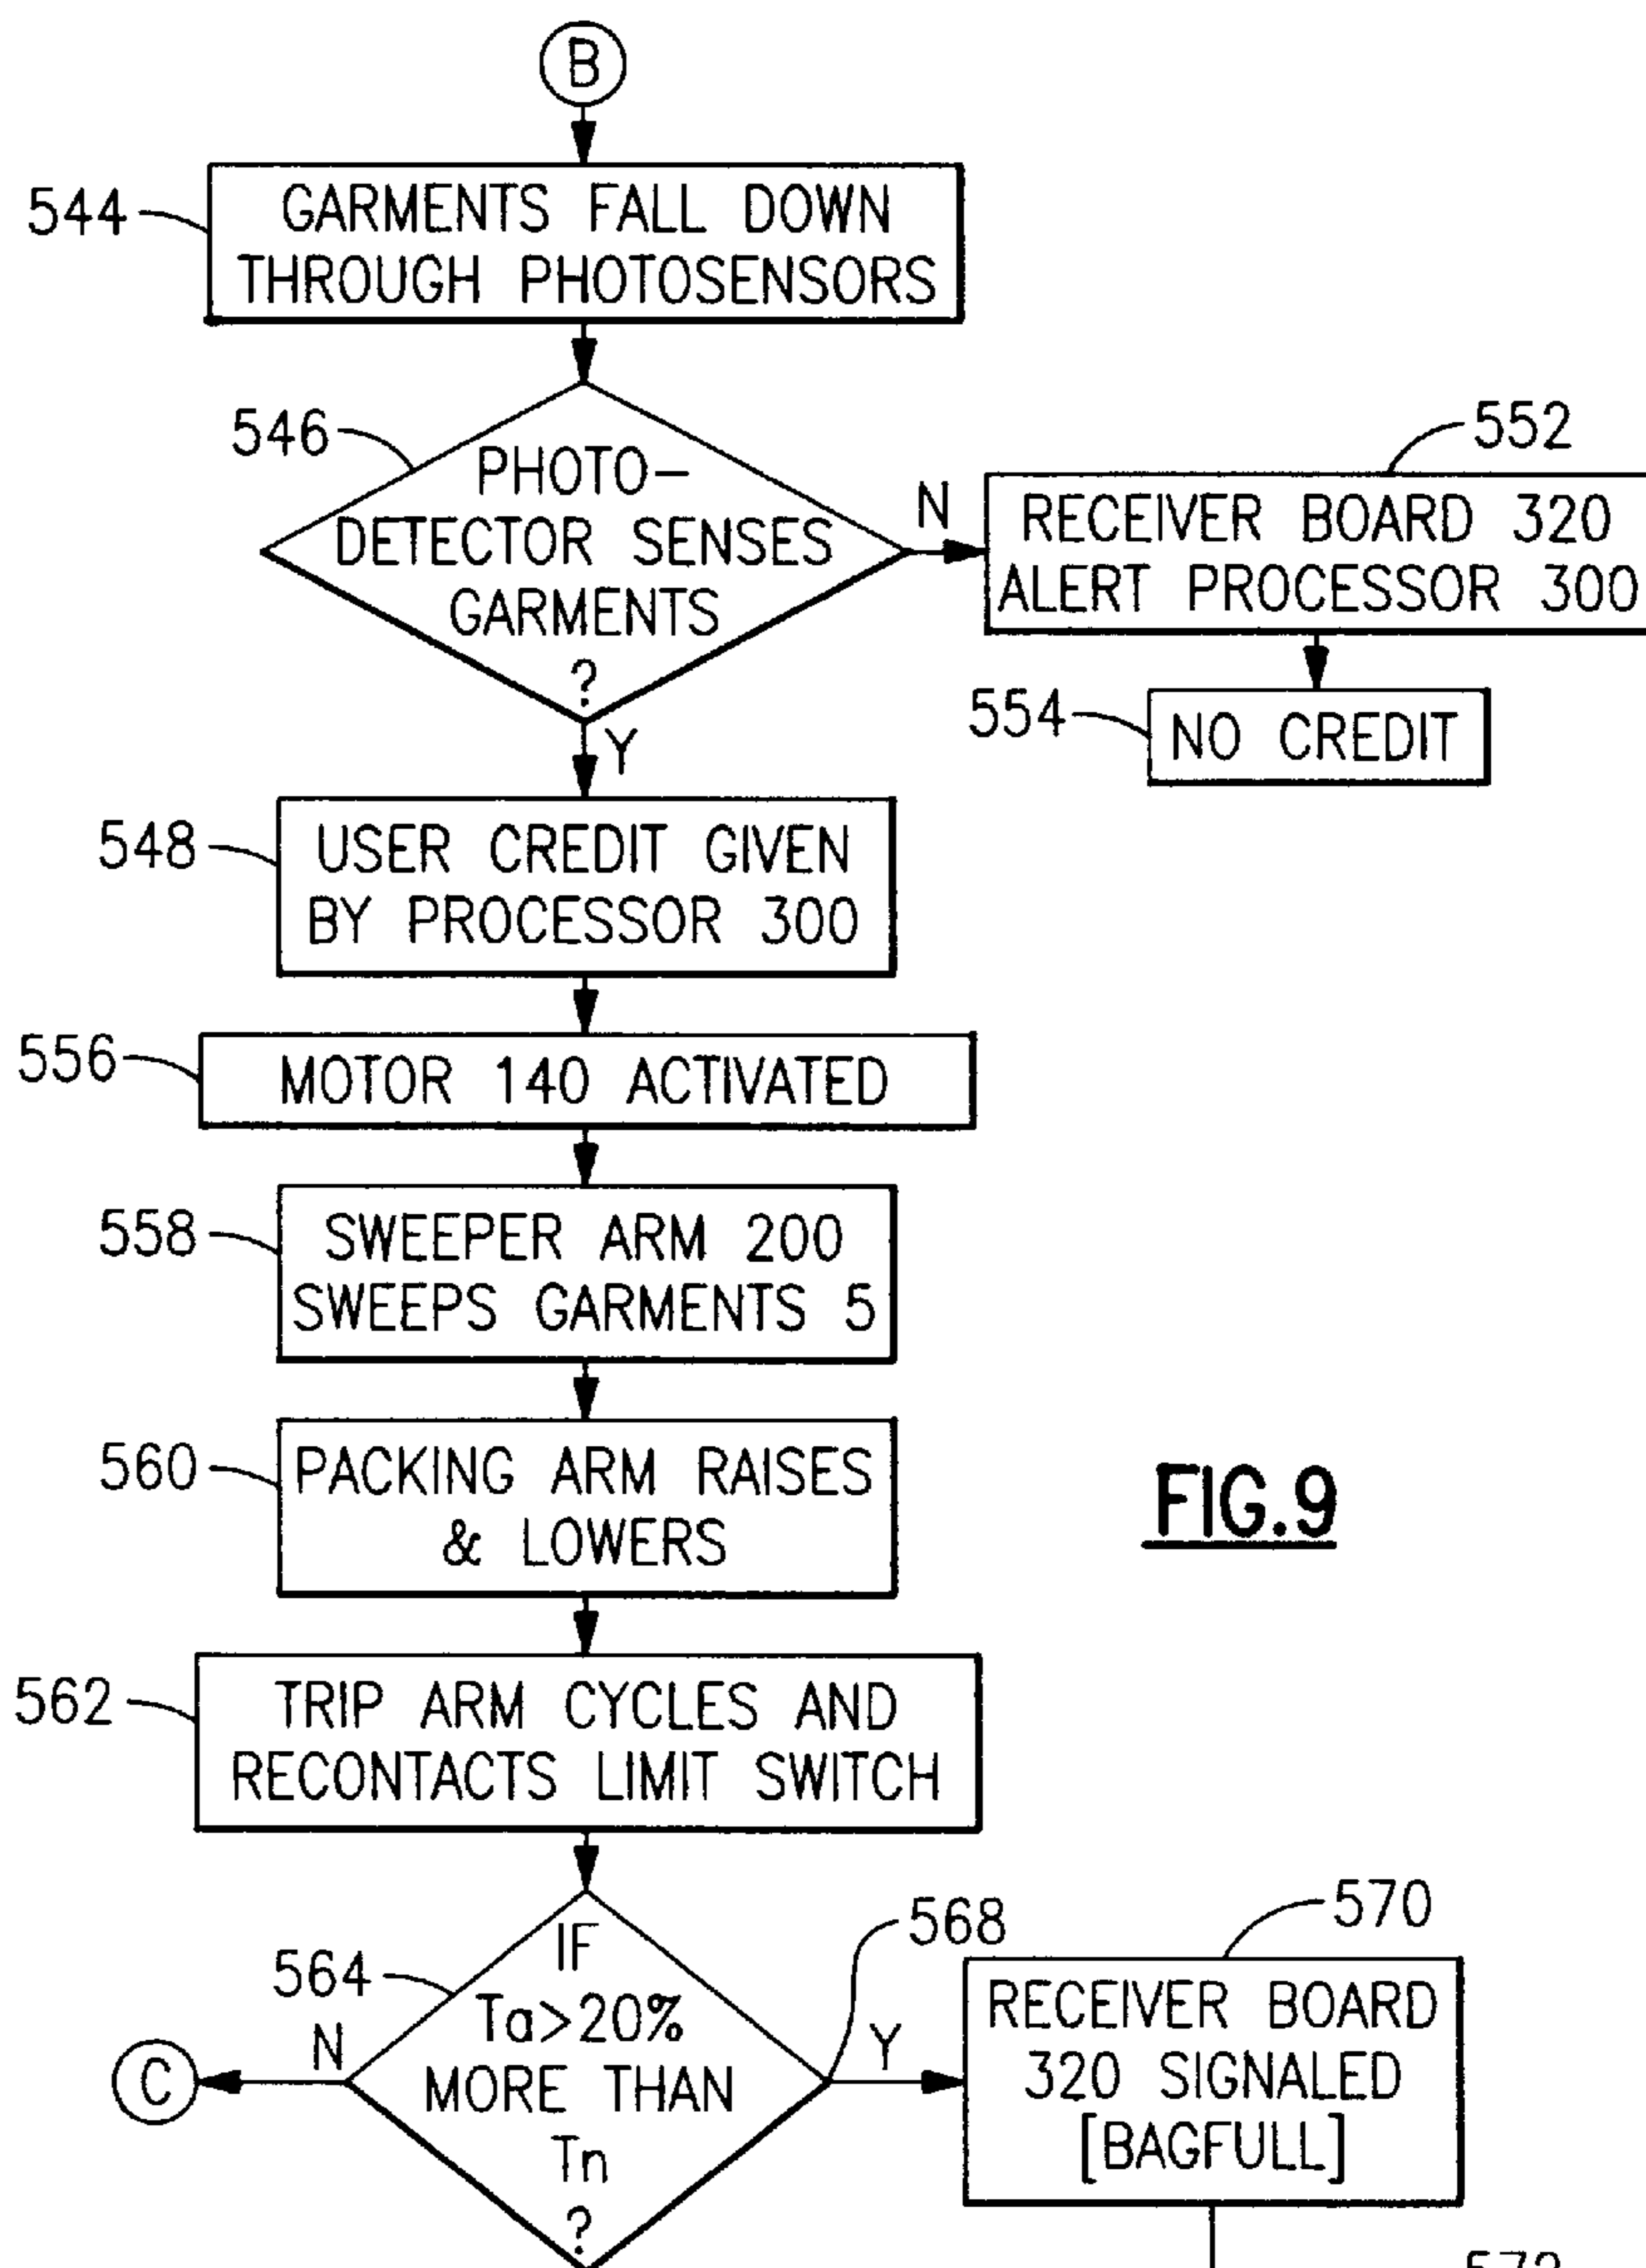 B
544
GARMENTS FALL DOWN
THROUGH PHOTOSENSORS
546
PHOTO-
DETECTOR SENSES
GARMENTS
?
N
552
RECEIVER BOARD 320
ALERT PROCESSOR 300
554
NO CREDIT
Y
548
USER CREDIT GIVEN
BY PROCESSOR 300
556
MOTOR 140 ACTIVATED
558
SWEEPER ARM 200
SWEEPS GARMENTS 5
560
PACKING ARM RAISES
& LOWERS
FIG.9
562
TRIP ARM CYCLES AND
RECONTACTS LIMIT SWITCH
564
IF
Ta>20%
MORE THAN
Tn
?
N
C
568
Y
570
RECEIVER BOARD
320 SIGNALED
[BAGFULL]